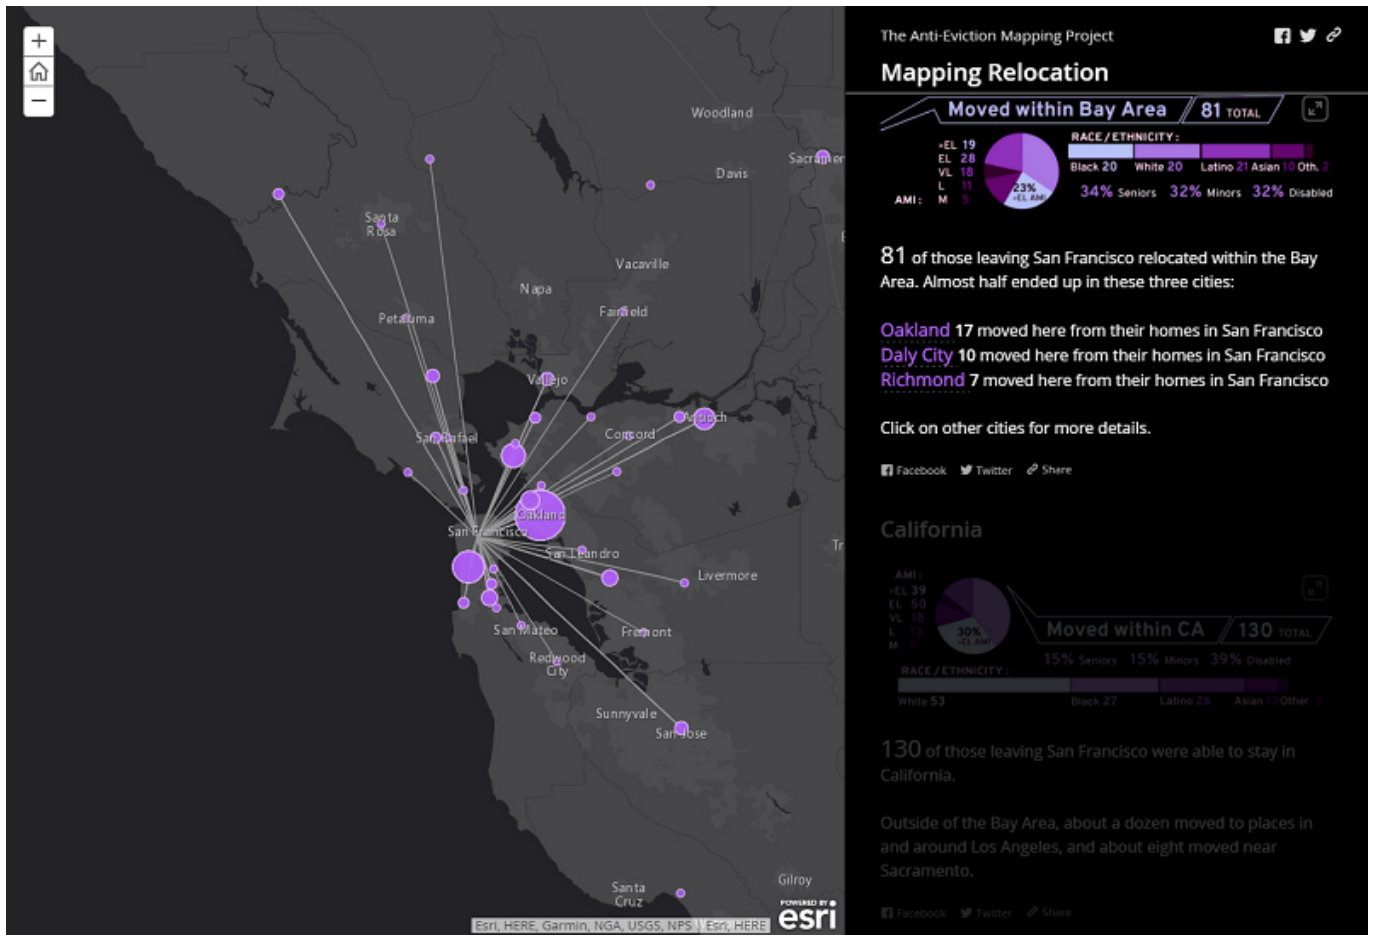 +
−
Woodland
Sacramen
Davis
Santa
Rosa
Vacaville
Napa
Fairfield
Petaluma
Vallejo
Antioch
Concord
San Rafael
Oakland
San Francisco
San Leandro
Livermore
Tr
San Mateo
Fremont
Redwood
City
Sunnyvale
San Jose
Santa
Cruz
Gilroy
Esri, HERE, Garmin, NGA, USGS, NPS | Esri, HERE
POWERED BY
esri
The Anti-Eviction Mapping Project
Mapping Relocation
Moved within Bay Area // 81 TOTAL
>EL 19
EL 28
VL 18
L 11
AMI: M 5
23%
>EL AMI
RACE/ETHNICITY:
Black 20 White 20 Latino 21 Asian 10 Oth. 2
34% Seniors 32% Minors 32% Disabled
81 of those leaving San Francisco relocated within the Bay
Area. Almost half ended up in these three cities:
Oakland 17 moved here from their homes in San Francisco
Daly City 10 moved here from their homes in San Francisco
Richmond 7 moved here from their homes in San Francisco
Click on other cities for more details.
Facebook Twitter Share
California
AMI:
>EL 39
EL 50
VL 18
L
M
30%
>EL AMI
Moved within CA // 130 TOTAL
15% Seniors 15% Minors 39% Disabled
RACE/ETHNICITY:
White 53 Black 27 Latino 26 Asian Other
130 of those leaving San Francisco were able to stay in
California.
Outside of the Bay Area, about a dozen moved to places in
and around Los Angeles, and about eight moved near
Sacramento.
Facebook Twitter Share